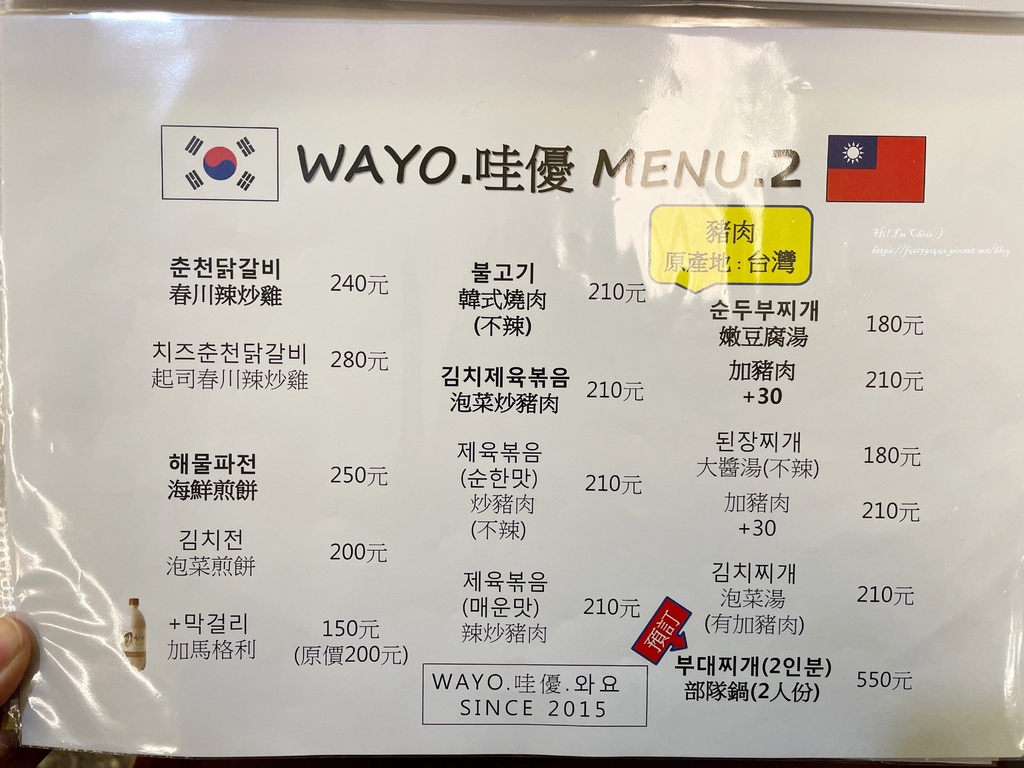 WAYO.哇優 MENU.2
豬肉
原產地:台灣
Hi! I'm Chris :)
춘천닭갈비
春川辣炒雞
240元
치즈춘천닭갈비
起司春川辣炒雞
280元
해물파전
海鮮煎餅
250元
김치전
泡菜煎餅
200元
+막걸리
加馬格利
150元
(原價200元)
불고기
韓式燒肉
(不辣)
210元
김치제육볶음
泡菜炒豬肉
210元
제육볶음
(순한맛)
炒豬肉
(不辣)
210元
제육볶음
(매운맛)
辣炒豬肉
210元
순두부찌개
嫩豆腐湯
180元
加豬肉
+30
210元
된장찌개
大醬湯(不辣)
180元
加豬肉
+30
210元
김치찌개
泡菜湯
(有加豬肉)
210元
預訂
부대찌개(2인분)
部隊鍋(2人份)
550元
WAYO.哇優.와요
SINCE 2015